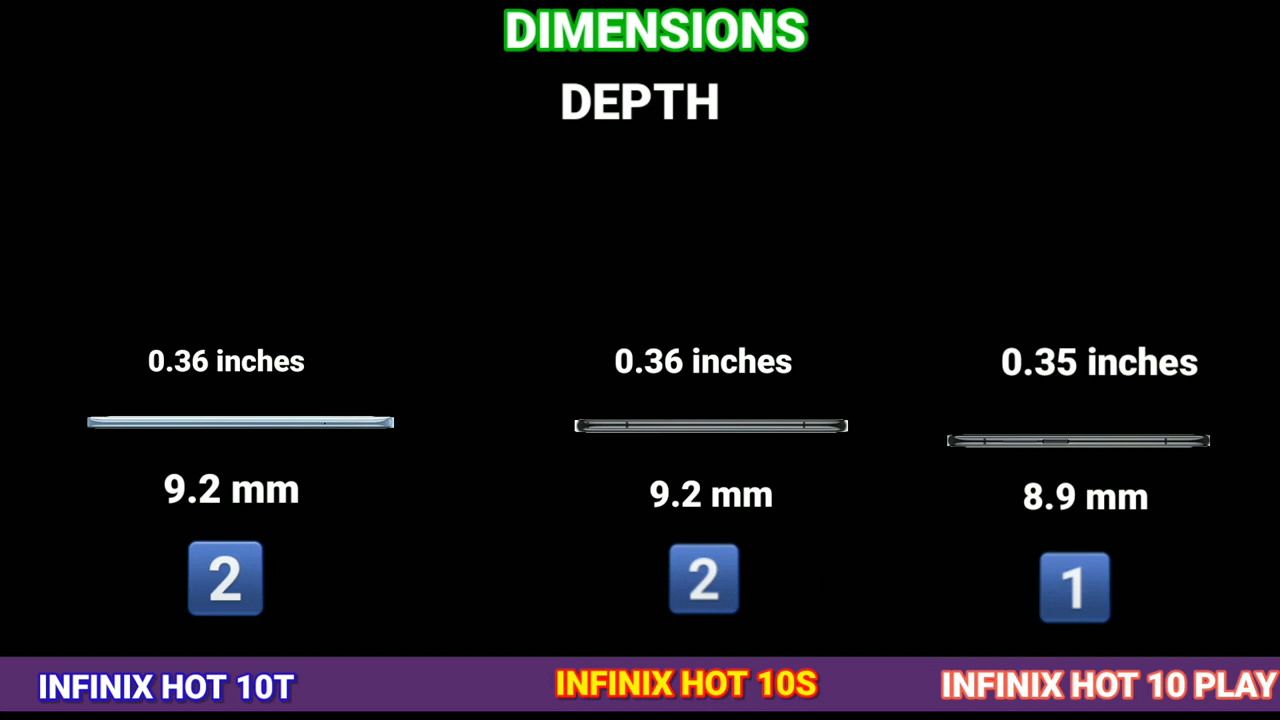 DIMENSIONS
DEPTH
0.36 inches
0.36 inches
0.35 inches
9.2 mm
9.2 mm
8.9 mm
2
2
1
INFINIX HOT 10T
INFINIX HOT 10S
INFINIX HOT 10 PLAY